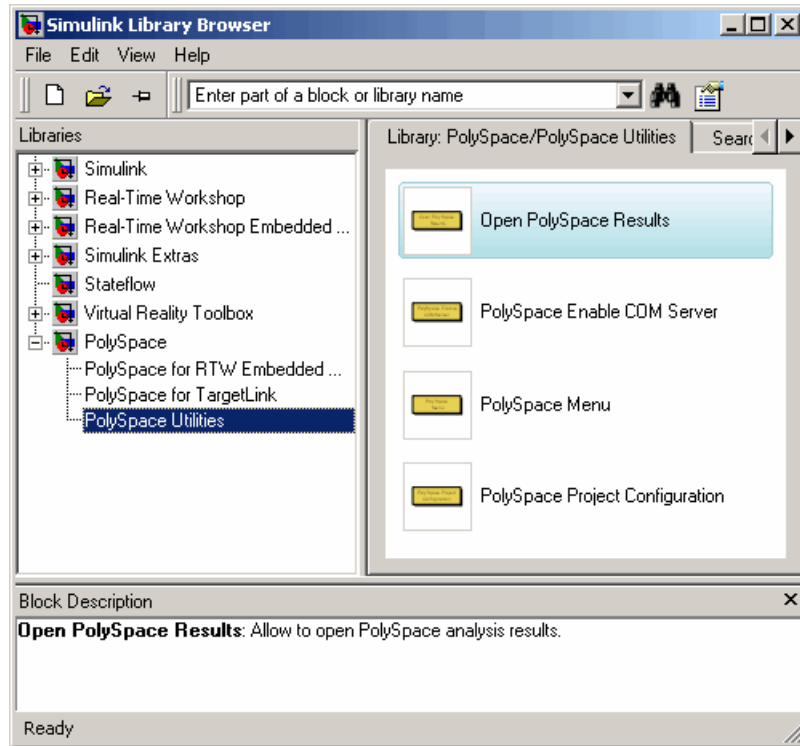 Simulink Library Browser
File Edit View Help
Enter part of a block or library name
Libraries
Library: PolySpace/PolySpace Utilities
Searc
Simulink
Real-Time Workshop
Real-Time Workshop Embedded ...
Simulink Extras
Stateflow
Virtual Reality Toolbox
PolySpace
PolySpace for RTW Embedded ...
PolySpace for TargetLink
PolySpace Utilities
Open PolySpace Results
PolySpace Enable COM Server
PolySpace Menu
PolySpace Project Configuration
Block Description
Open PolySpace Results: Allow to open PolySpace analysis results.
Ready